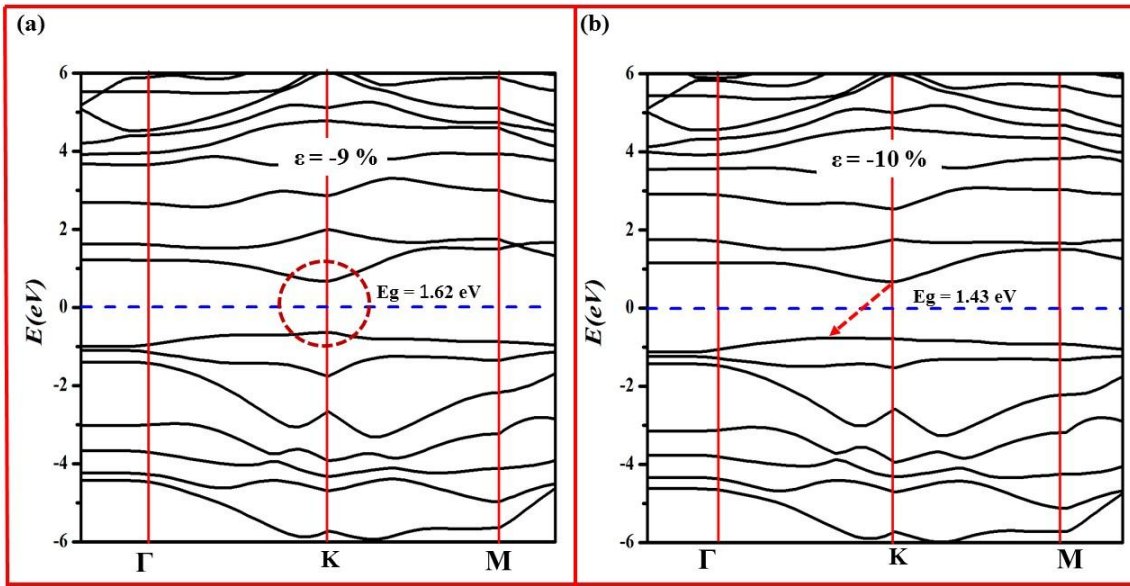 (a)
E(eV)
6
4
2
0
-2
-4
-6
ε = -9 %
Eg = 1.62 eV
Γ
K
M
(b)
E(eV)
6
4
2
0
-2
-4
-6
ε = -10 %
Eg = 1.43 eV
Γ
K
M